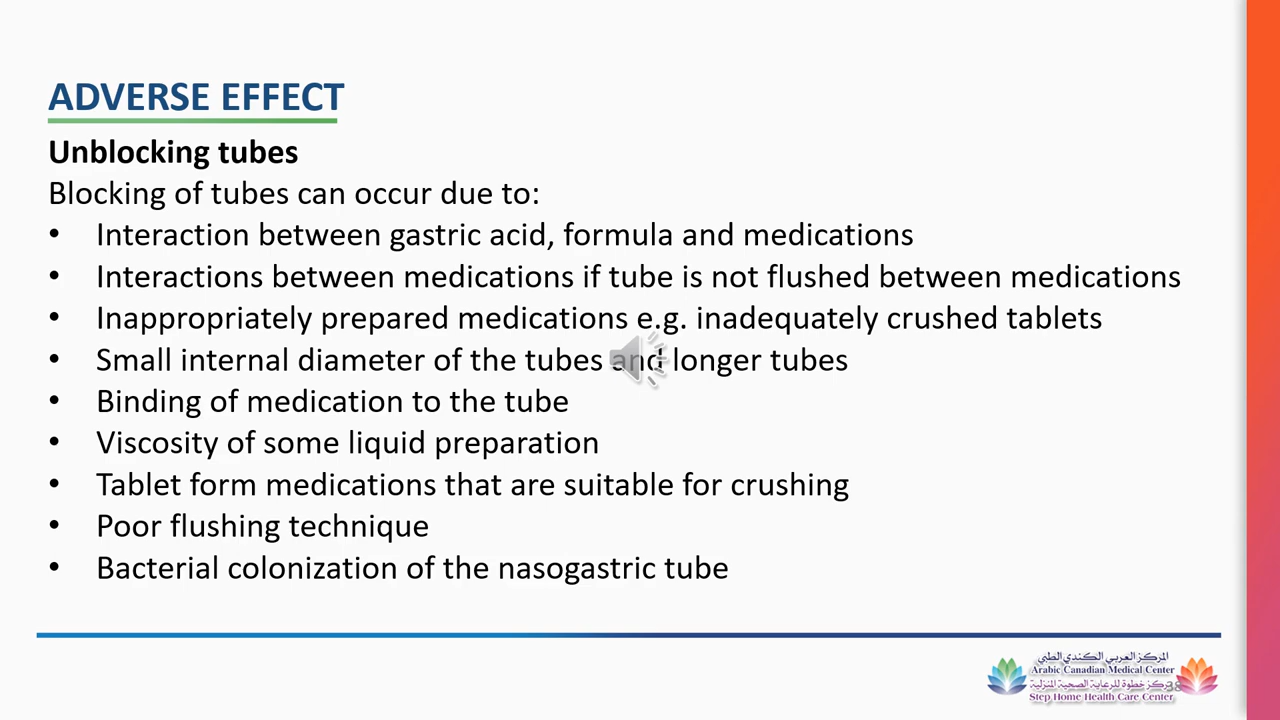 ADVERSE EFFECT
Unblocking tubes
Blocking of tubes can occur due to:
• Interaction between gastric acid, formula and medications
• Interactions between medications if tube is not flushed between medications
• Inappropriately prepared medications e.g. inadequately crushed tablets
• Small internal diameter of the tubes and longer tubes
• Binding of medication to the tube
• Viscosity of some liquid preparation
• Tablet form medications that are suitable for crushing
• Poor flushing technique
• Bacterial colonization of the nasogastric tube
المركز العربي الكندي الطبي
Arabic Canadian Medical Center
مركز خطوة للرعاية الصحية المنزلية
38
Step Home Health Care Center